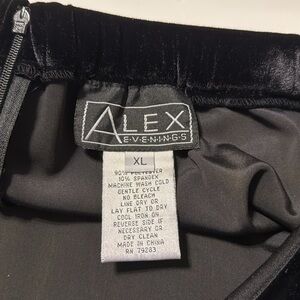 ALEX
EVENINGS
XL
90% POLYESTER
10% SPANDEX
MACHINE WASH COLD
GENTLE CYCLE
NO BLEACH
LINE DRY OR
LAY FLAT TO DRY
COOL IRON ON
REVERSE SIDE IF
NECESSARY OR
DRY CLEAN
MADE IN CHINA
RN 79283